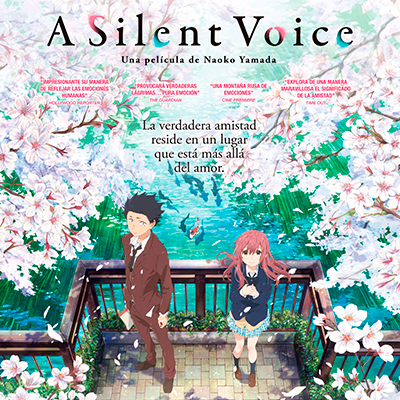 A Silent Voice
Una película de Naoko Yamada
"IMPRESIONANTE SU MANERA
DE REFLEJAR LAS EMOCIONES
HUMANAS"
HOLLYWOOD REPORTER
"PROVOCARÁ VERDADERAS
LÁGRIMAS, "PURA EMOCIÓN"
THE GUARDIAN
"UNA MONTAÑA RUSA DE
EMOCIONES"
CINE PREMIERE
"EXPLORA DE UNA MANERA
MARAVILLOSA EL SIGNIFICADO
DE LA AMISTAD"
TIME OUT
La verdadera amistad
reside en un lugar
que está más allá
del amor.